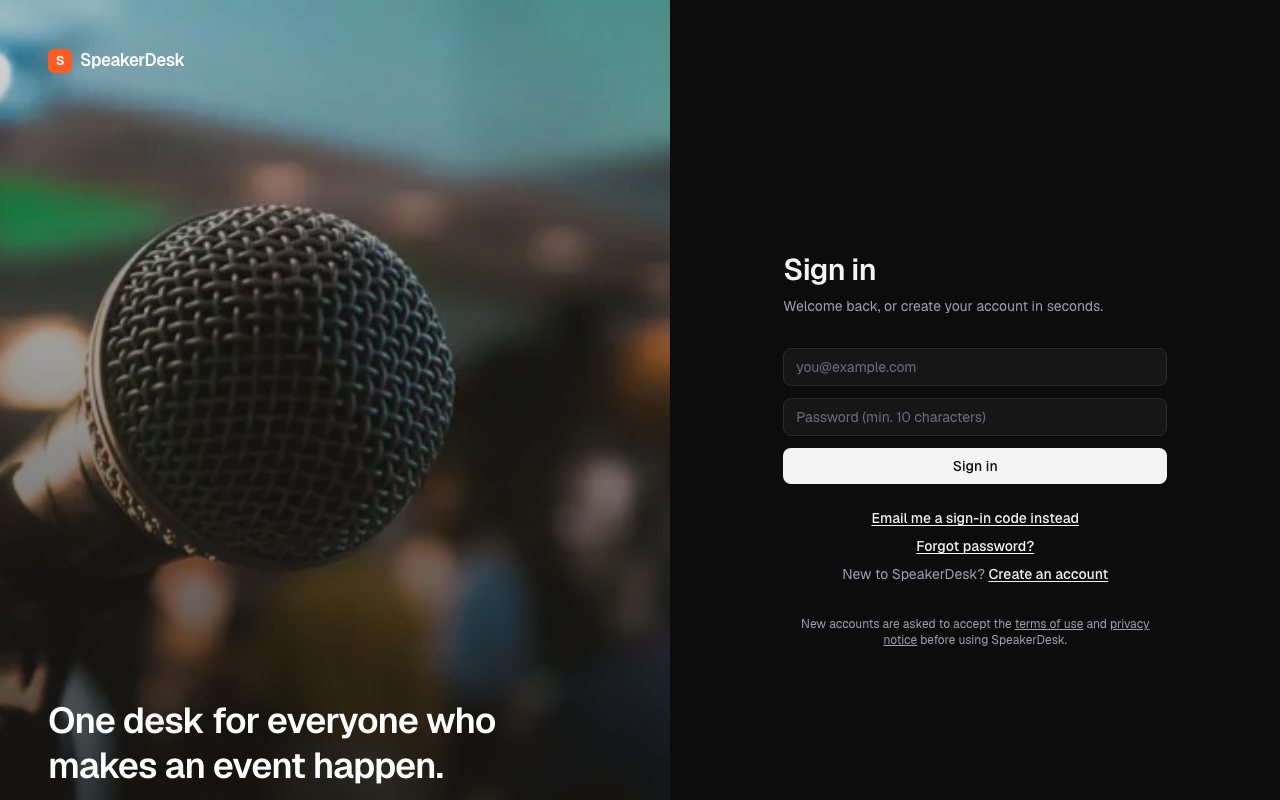 S SpeakerDesk
One desk for everyone who
makes an event happen.
Sign in
Welcome back, or create your account in seconds.
you@example.com
Password (min. 10 characters)
Sign in
Email me a sign-in code instead
Forgot password?
New to SpeakerDesk? Create an account
New accounts are asked to accept the terms of use and privacy
notice before using SpeakerDesk.